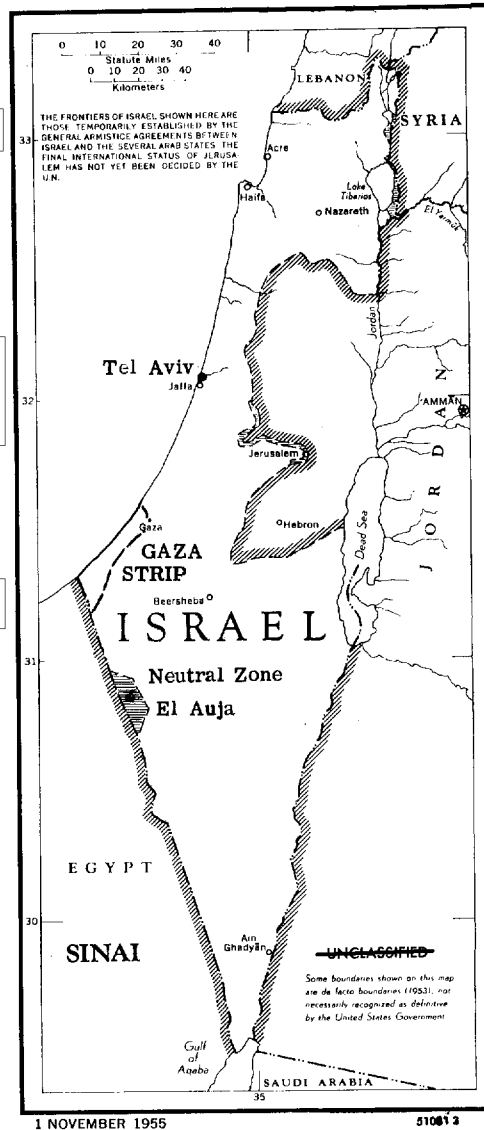 0 10 20 30 40
Statute Miles
0 10 20 30 40
Kilometers
LEBANON
SYRIA
THE FRONTIERS OF ISRAEL SHOWN HERE ARE
THOSE TEMPORARILY ESTABLISHED BY THE
GENERAL ARMISTICE AGREEMENTS BETWEEN
ISRAEL AND THE SEVERAL ARAB STATES THE
FINAL INTERNATIONAL STATUS OF JERUSA-
LEM HAS NOT YET BEEN DECIDED BY THE
U.N.
33
Acre
Haifa
Lake
Tiberias
Nazareth
El Yarmuk
Jordan
Tel Aviv
Jaffa
32
AMMAN
JORDAN
Jerusalem
Hebron
Dead Sea
Gaza
GAZA
STRIP
Beersheba
ISRAEL
31
Neutral Zone
El Auja
EGYPT
30
SINAI
Ain
Ghadyān
UNCLASSIFIED
Some boundaries shown on this map
are de facto boundaries (1953), not
necessarily recognized as definitive
by the United States Government
Gulf
of
Aqaba
SAUDI ARABIA
35
1 NOVEMBER 1955